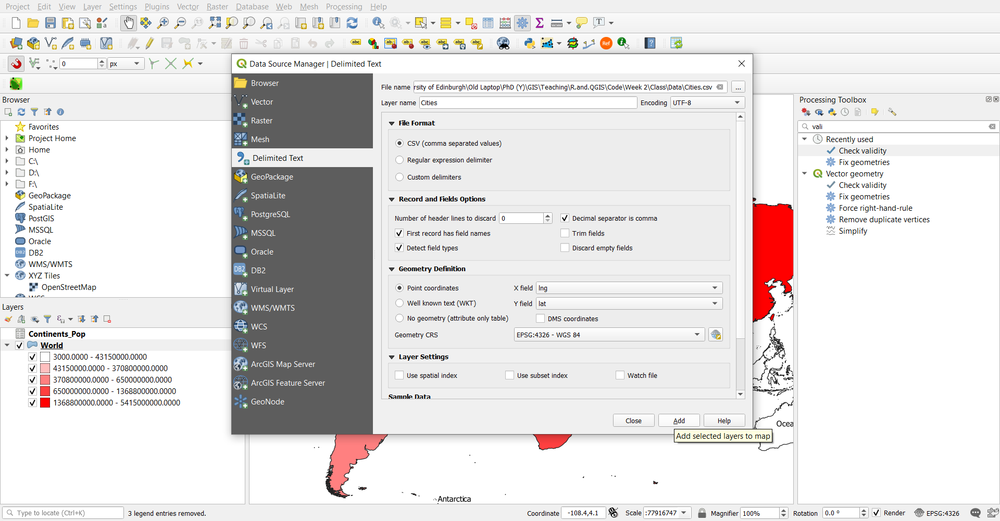 Project Edit View Layer Settings Plugins Vector Raster Database Web Mesh Processing Help
0 px
Data Source Manager | Delimited Text
Browser
Favorites
Project Home
Home
C:\
D:\
F:\
GeoPackage
SpatiaLite
PostGIS
MSSQL
Oracle
DB2
WMS/WMTS
XYZ Tiles
OpenStreetMap
Layers
Continents_Pop
World
3000.0000 - 43150000.0000
43150000.0000 - 370800000.0000
370800000.0000 - 650000000.0000
650000000.0000 - 1368800000.0000
1368800000.0000 - 5415000000.0000
Browser
Vector
Raster
Mesh
Delimited Text
GeoPackage
SpatiaLite
PostgreSQL
MSSQL
Oracle
DB2
Virtual Layer
WMS/WMTS
WCS
WFS
ArcGIS Map Server
ArcGIS Feature Server
GeoNode
File name rsity of Edinburgh\Old Laptop\PhD (Y)\GIS\Teaching\R.and.QGIS\Code\Week 2\Class\Data\Cities.csv ...
Layer name Cities Encoding UTF-8
File Format
CSV (comma separated values)
Regular expression delimiter
Custom delimiters
Record and Fields Options
Number of header lines to discard 0 Decimal separator is comma
First record has field names Trim fields
Detect field types Discard empty fields
Geometry Definition
Point coordinates X field lng
Well known text (WKT) Y field lat
No geometry (attribute only table) DMS coordinates
Geometry CRS EPSG:4326 - WGS 84
Layer Settings
Use spatial index Use subset index Watch file
Sample Data
Close Add Help
Add selected layers to map
Processing Toolbox
vali
Recently used
Check validity
Fix geometries
Vector geometry
Check validity
Fix geometries
Force right-hand-rule
Remove duplicate vertices
Simplify
Ocea
Antarctica
Type to locate (Ctrl+K) 3 legend entries removed. Coordinate -108.4,4.1 Scale :77916747 Magnifier 100% Rotation 0.0 ° Render EPSG:4326